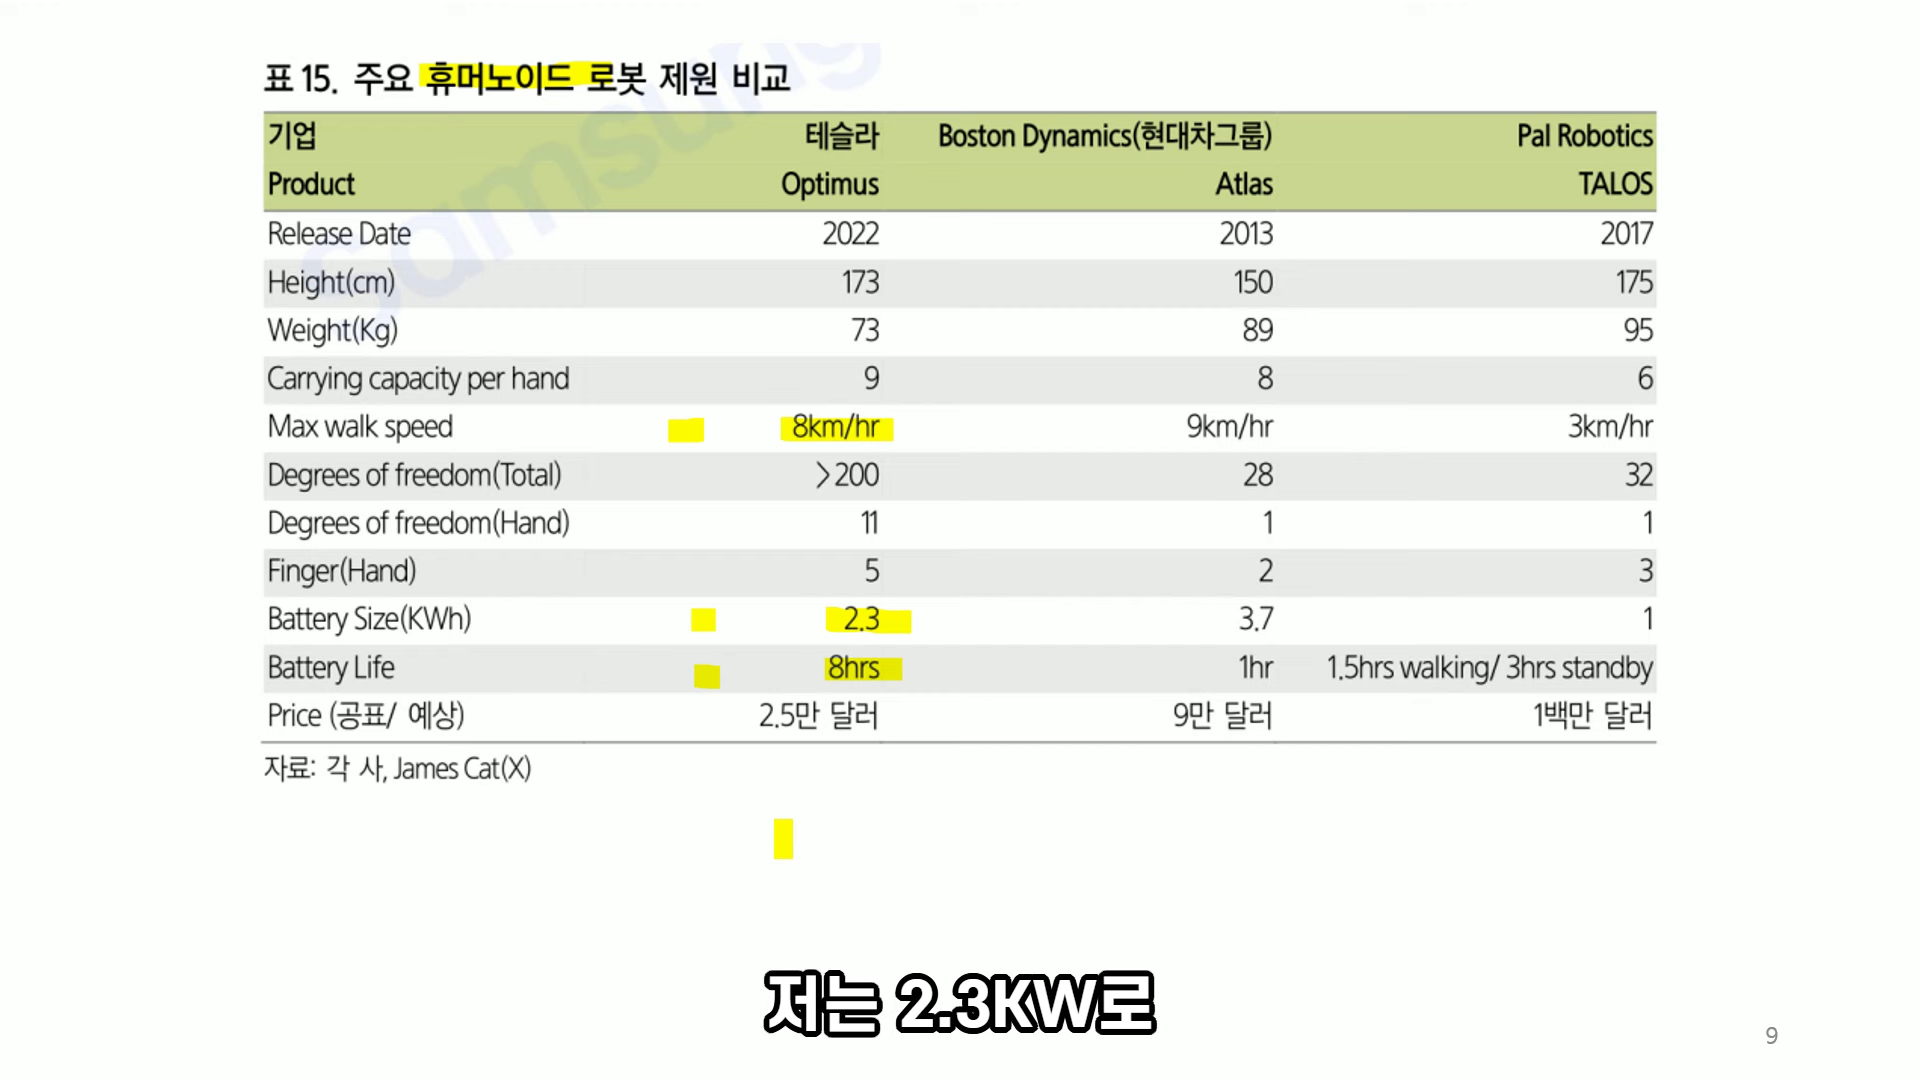 표 15. 주요 휴머노이드 로봇 제원 비교
기업 테슬라 Boston Dynamics(현대차그룹) Pal Robotics
Product Optimus Atlas TALOS
Release Date 2022 2013 2017
Height(cm) 173 150 175
Weight(Kg) 73 89 95
Carrying capacity per hand 9 8 6
Max walk speed 8km/hr 9km/hr 3km/hr
Degrees of freedom(Total) >200 28 32
Degrees of freedom(Hand) 11 1 1
Finger(Hand) 5 2 3
Battery Size(KWh) 2.3 3.7 1
Battery Life 8hrs 1hr 1.5hrs walking/ 3hrs standby
Price (공표/ 예상) 2.5만 달러 9만 달러 1백만 달러
자료: 각 사, James Cat(X)
samsung
저는 2.3KW로
9